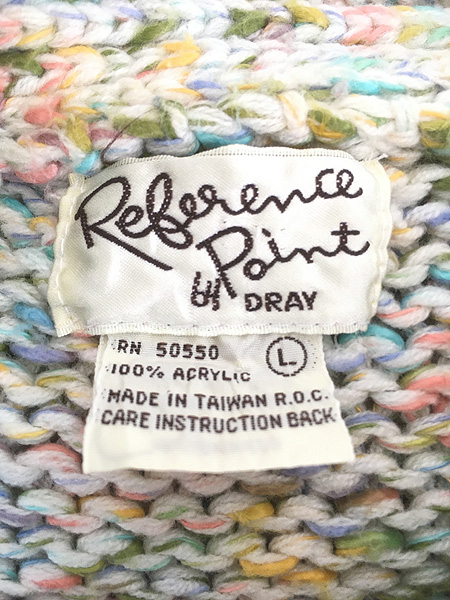 Reference
Point
by DRAY
RN 50550 L
100% ACRYLIC
MADE IN TAIWAN R.O.C.
CARE INSTRUCTION BACK